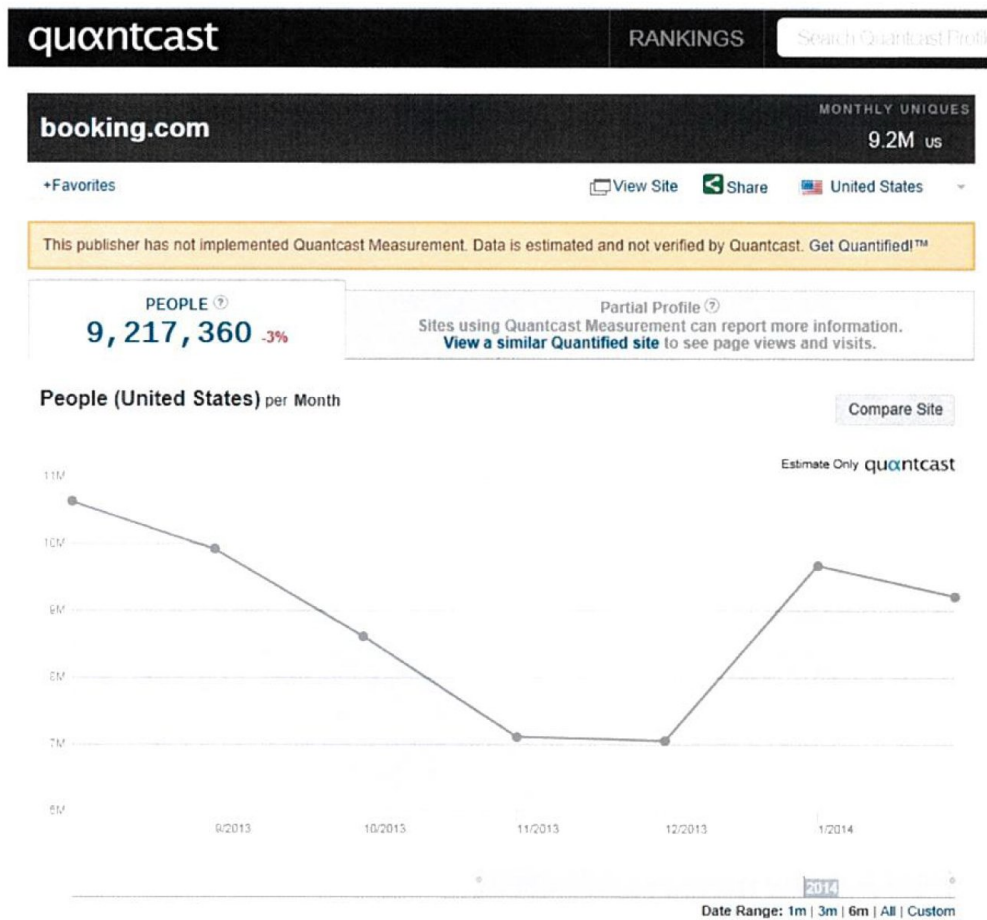 quantcast
RANKINGS
Search Quantcast Profil
MONTHLY UNIQUES
booking.com
9.2M US
+Favorites
View Site
Share
United States
This publisher has not implemented Quantcast Measurement. Data is estimated and not verified by Quantcast. Get Quantified!™
PEOPLE ?
9,217,360 -3%
Partial Profile ?
Sites using Quantcast Measurement can report more information.
View a similar Quantified site to see page views and visits.
People (United States) per Month
Compare Site
Estimate Only quantcast
11M
10M
9M
8M
7M
6M
9/2013
10/2013
11/2013
12/2013
1/2014
2014
Date Range: 1m | 3m | 6m | All | Custom